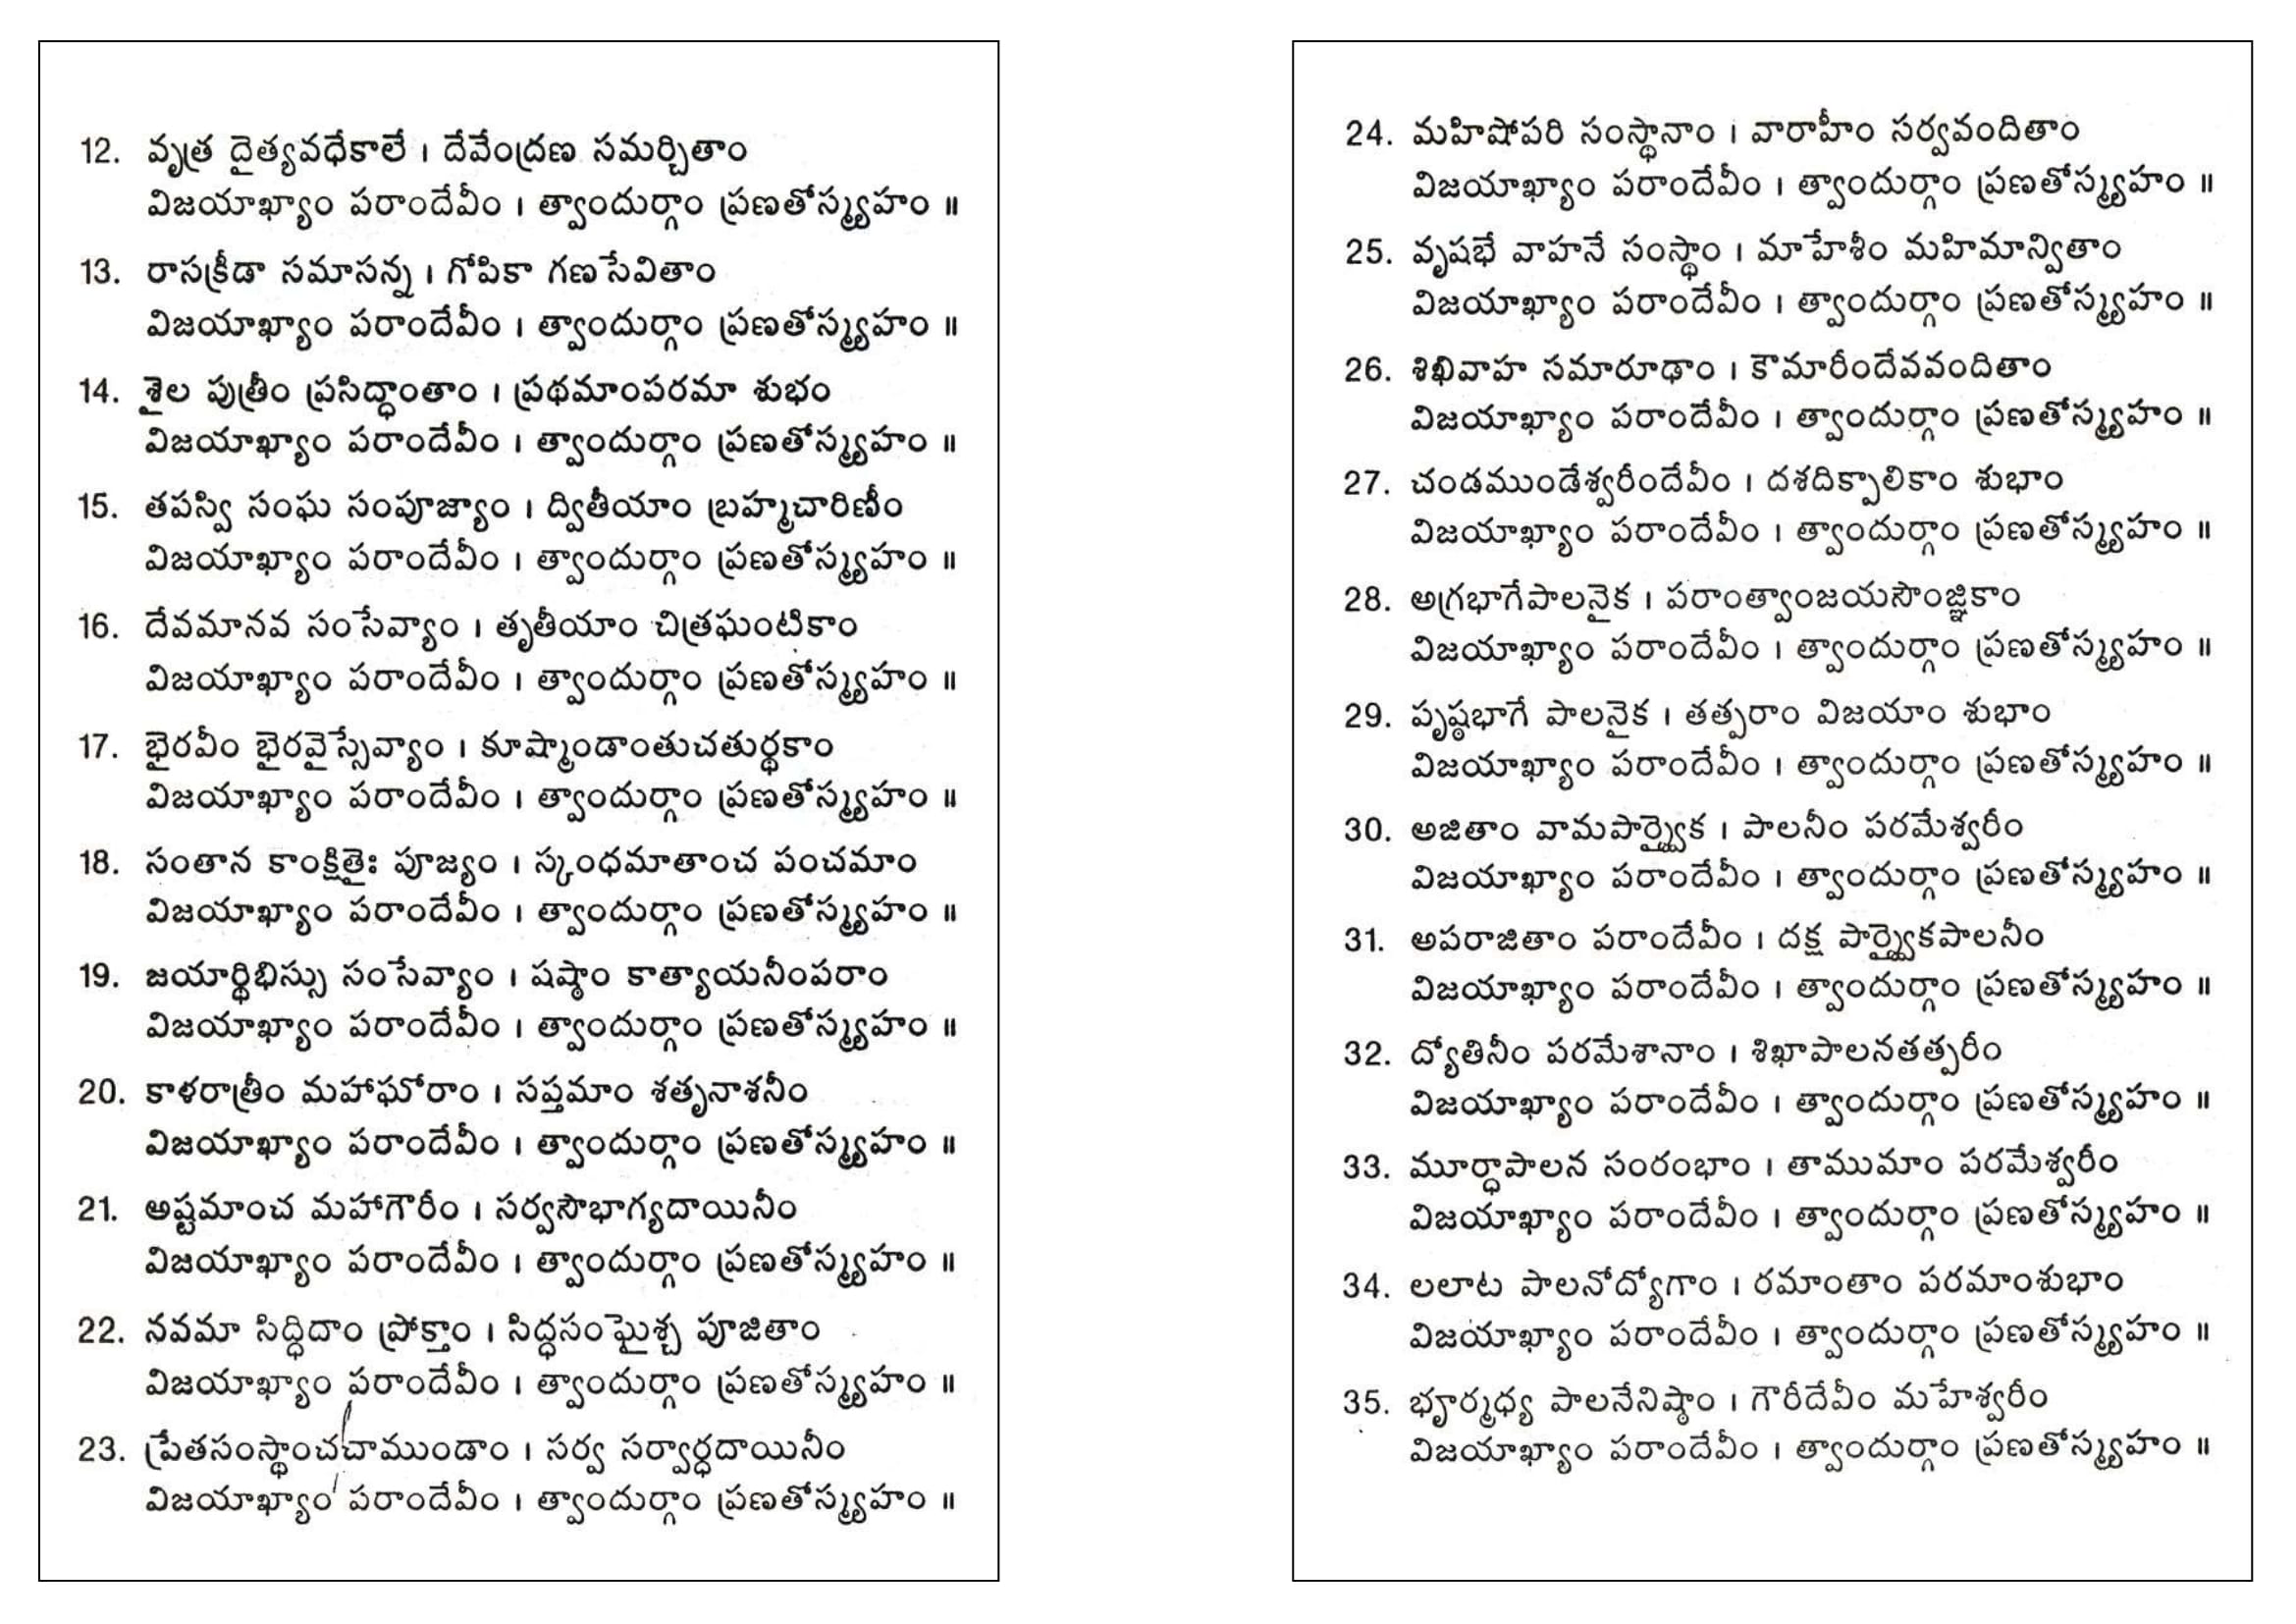 12. వృత్ర దైత్యవధేకాలే । దేవేంద్రణ సమర్చితాం
విజయాఖ్యాం పరాందేవీం । త్వాందుర్గాం ప్రణతోస్మ్యహం ॥
13. రాసక్రీడా సమాసన్న । గోపికా గణసేవితాం
విజయాఖ్యాం పరాందేవీం । త్వాందుర్గాం ప్రణతోస్మ్యహం ॥
14. శైల పుత్రీం ప్రసిద్ధాంతాం । ప్రథమాంపరమా శుభం
విజయాఖ్యాం పరాందేవీం । త్వాందుర్గాం ప్రణతోస్మ్యహం ॥
15. తపస్వి సంఘ సంపూజ్యాం । ద్వితీయాం బ్రహ్మచారిణీం
విజయాఖ్యాం పరాందేవీం । త్వాందుర్గాం ప్రణతోస్మ్యహం ॥
16. దేవమానవ సంసేవ్యాం । తృతీయాం చిత్రఘంటికాం
విజయాఖ్యాం పరాందేవీం । త్వాందుర్గాం ప్రణతోస్మ్యహం ॥
17. భైరవీం భైరవైస్సేవ్యాం । కూష్మాండాంతుచతుర్థకాం
విజయాఖ్యాం పరాందేవీం । త్వాందుర్గాం ప్రణతోస్మ్యహం ॥
18. సంతాన కాంక్షితైః పూజ్యం । స్కంధమాతాంచ పంచమాం
విజయాఖ్యాం పరాందేవీం । త్వాందుర్గాం ప్రణతోస్మ్యహం ॥
19. జయార్థిభిస్సు సంసేవ్యాం । షష్ఠాం కాత్యాయనీంపరాం
విజయాఖ్యాం పరాందేవీం । త్వాందుర్గాం ప్రణతోస్మ్యహం ॥
20. కాళరాత్రీం మహాఘోరాం । సప్తమాం శతృనాశనీం
విజయాఖ్యాం పరాందేవీం । త్వాందుర్గాం ప్రణతోస్మ్యహం ॥
21. అష్టమాంచ మహాగౌరీం । సర్వసౌభాగ్యదాయినీం
విజయాఖ్యాం పరాందేవీం । త్వాందుర్గాం ప్రణతోస్మ్యహం ॥
22. నవమా సిద్ధిదాం ప్రోక్తాం । సిద్ధసంఘైశ్చ పూజితాం
విజయాఖ్యాం పరాందేవీం । త్వాందుర్గాం ప్రణతోస్మ్యహం ॥
23. ప్రేతసంస్థాంచచాముండాం । సర్వ సర్వార్ధదాయినీం
విజయాఖ్యాం పరాందేవీం । త్వాందుర్గాం ప్రణతోస్మ్యహం ॥
24. మహిషోపరి సంస్థానాం । వారాహీం సర్వవందితాం
విజయాఖ్యాం పరాందేవీం । త్వాందుర్గాం ప్రణతోస్మ్యహం ॥
25. వృషభే వాహనే సంస్థాం । మాహేశీం మహిమాన్వితాం
విజయాఖ్యాం పరాందేవీం । త్వాందుర్గాం ప్రణతోస్మ్యహం ॥
26. శిఖివాహ సమారూఢాం । కౌమారీందేవవందితాం
విజయాఖ్యాం పరాందేవీం । త్వాందుర్గాం ప్రణతోస్మ్యహం ॥
27. చండముండేశ్వరీందేవీం । దశదిక్పాలికాం శుభాం
విజయాఖ్యాం పరాందేవీం । త్వాందుర్గాం ప్రణతోస్మ్యహం ॥
28. అగ్రభాగేపాలనైక । పరాంత్వాంజయసాంజ్ఞికాం
విజయాఖ్యాం పరాందేవీం । త్వాందుర్గాం ప్రణతోస్మ్యహం ॥
29. పృష్ఠభాగే పాలనైక । తత్పరాం విజయాం శుభాం
విజయాఖ్యాం పరాందేవీం । త్వాందుర్గాం ప్రణతోస్మ్యహం ॥
30. అజితాం వామపార్శ్వైక । పాలనీం పరమేశ్వరీం
విజయాఖ్యాం పరాందేవీం । త్వాందుర్గాం ప్రణతోస్మ్యహం ॥
31. అపరాజితాం పరాందేవీం । దక్ష పార్శ్వైకపాలనీం
విజయాఖ్యాం పరాందేవీం । త్వాందుర్గాం ప్రణతోస్మ్యహం ॥
32. ద్యోతినీం పరమేశానాం । శిఖాపాలనతత్పరీం
విజయాఖ్యాం పరాందేవీం । త్వాందుర్గాం ప్రణతోస్మ్యహం ॥
33. మూర్ధాపాలన సంరంభాం । తాముమాం పరమేశ్వరీం
విజయాఖ్యాం పరాందేవీం । త్వాందుర్గాం ప్రణతోస్మ్యహం ॥
34. లలాట పాలనోద్యోగాం । రమాంతాం పరమాంశుభాం
విజయాఖ్యాం పరాందేవీం । త్వాందుర్గాం ప్రణతోస్మ్యహం ॥
35. భ్రూర్మధ్య పాలనేనిష్ఠాం । గౌరీదేవీం మహేశ్వరీం
విజయాఖ్యాం పరాందేవీం । త్వాందుర్గాం ప్రణతోస్మ్యహం ॥